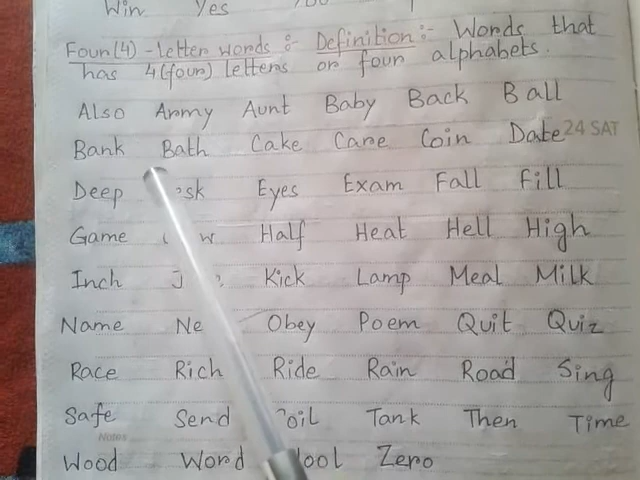 Win Yes
Four(4) - letter words :- Definition :- Words that
has 4(four) letters or four alphabets.
Also Army Aunt Baby Back Ball
Bank Bath Cake Care Coin Date 24 SAT
Deep Eyes Exam Fall Fill
Game Half Heat Hell High
Inch Kick Lamp Meal Milk
Name Obey Poem Quit Quiz
Race Rich Ride Rain Road Sing
Safe Send Tank Then Time
Notes
Wood Word Zero